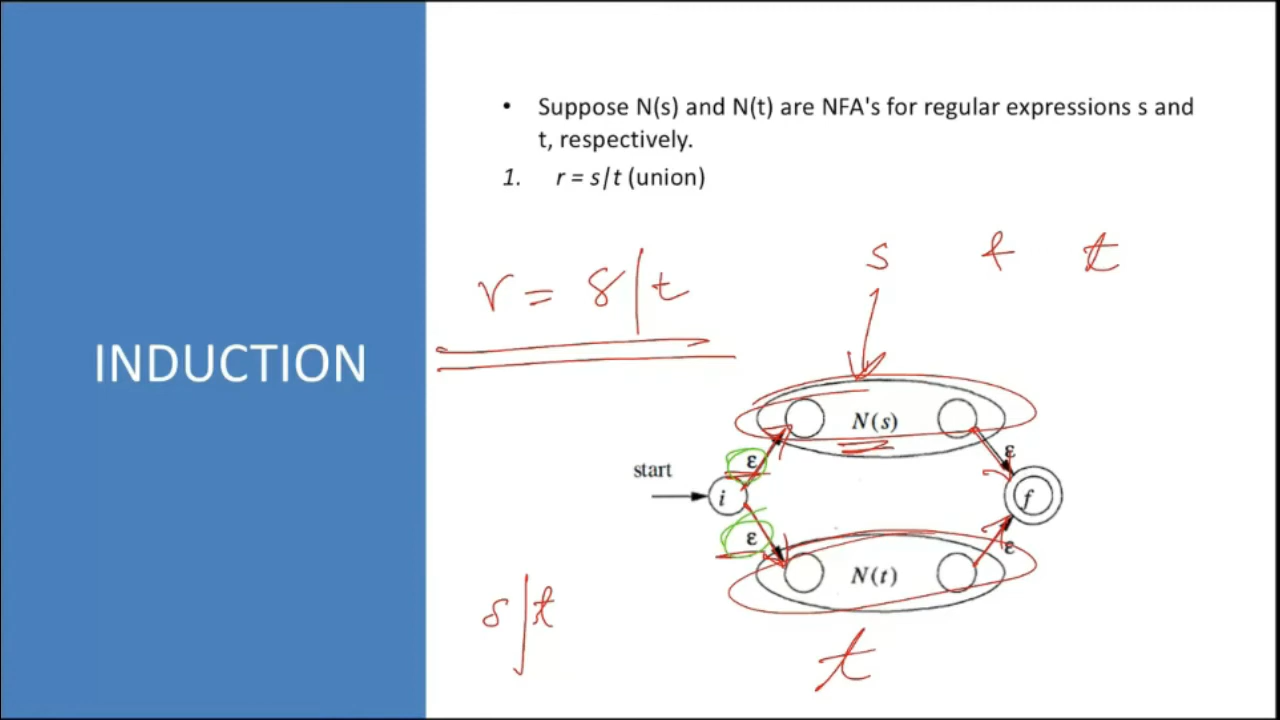 INDUCTION
• Suppose N(s) and N(t) are NFA's for regular expressions s and
t, respectively.
1. r = s/t (union)
s & t
r = s|t
N(s)
ε ε
start
i f
ε ε
N(t)
s|t
t